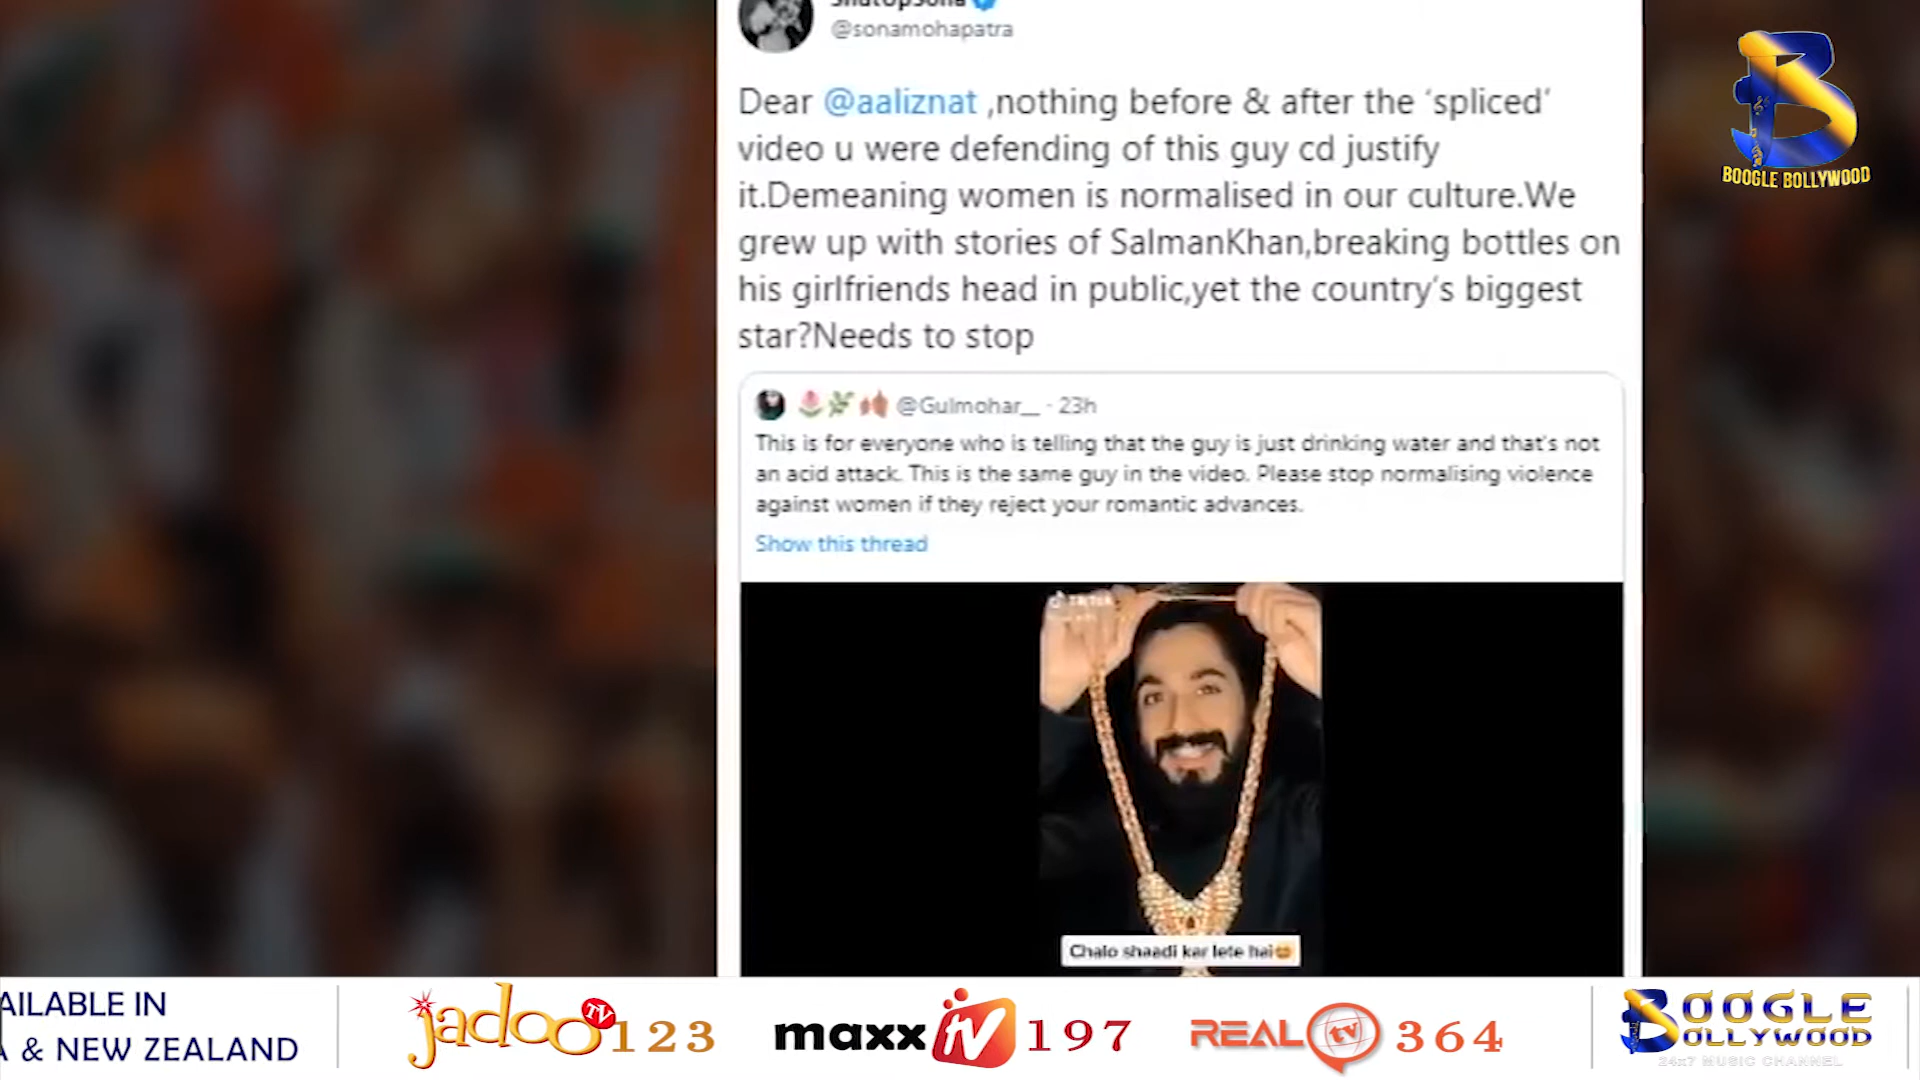 ShutUpSona
@sonamohapatra
Dear @aaliznat ,nothing before & after the ‘spliced’
video u were defending of this guy cd justify
it.Demeaning women is normalised in our culture.We
grew up with stories of SalmanKhan,breaking bottles on
his girlfriends head in public,yet the country’s biggest
star?Needs to stop
@Gulmohar__ · 23h
This is for everyone who is telling that the guy is just drinking water and that's not
an acid attack. This is the same guy in the video. Please stop normalising violence
against women if they reject your romantic advances.
Show this thread
Chalo shaadi kar lete hai
B
BOOGLE BOLLYWOOD
AILABLE IN
A & NEW ZEALAND
jadoo TV 123
maxx tv 197
REAL tv 364
BOOGLE
BOLLYWOOD
24x7 MUSIC CHANNEL